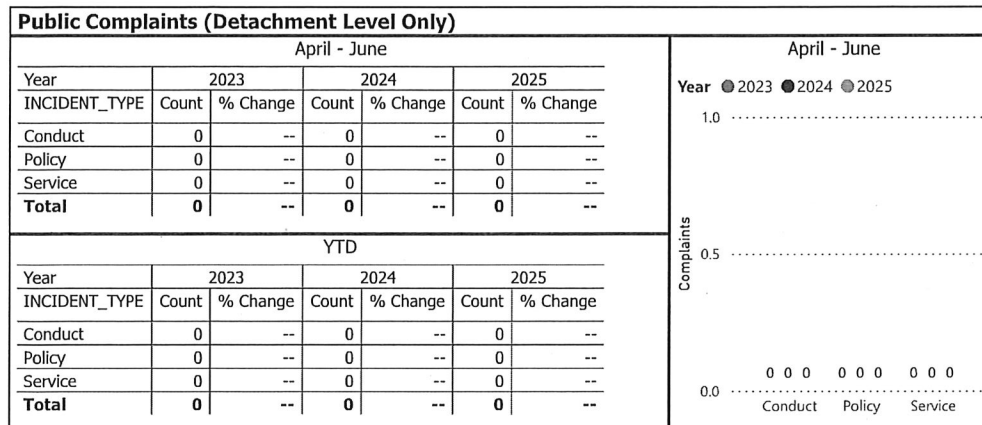 Public Complaints (Detachment Level Only)
April - June
Year 2023 2024 2025
INCIDENT_TYPE Count % Change Count % Change Count % Change
Conduct 0 -- 0 -- 0 --
Policy 0 -- 0 -- 0 --
Service 0 -- 0 -- 0 --
Total 0 -- 0 -- 0 --
YTD
Year 2023 2024 2025
INCIDENT_TYPE Count % Change Count % Change Count % Change
Conduct 0 -- 0 -- 0 --
Policy 0 -- 0 -- 0 --
Service 0 -- 0 -- 0 --
Total 0 -- 0 -- 0 --
April - June
Year 2023 2024 2025
1.0
Complaints
0.5
0 0 0 0 0 0 0 0 0
0.0
Conduct Policy Service